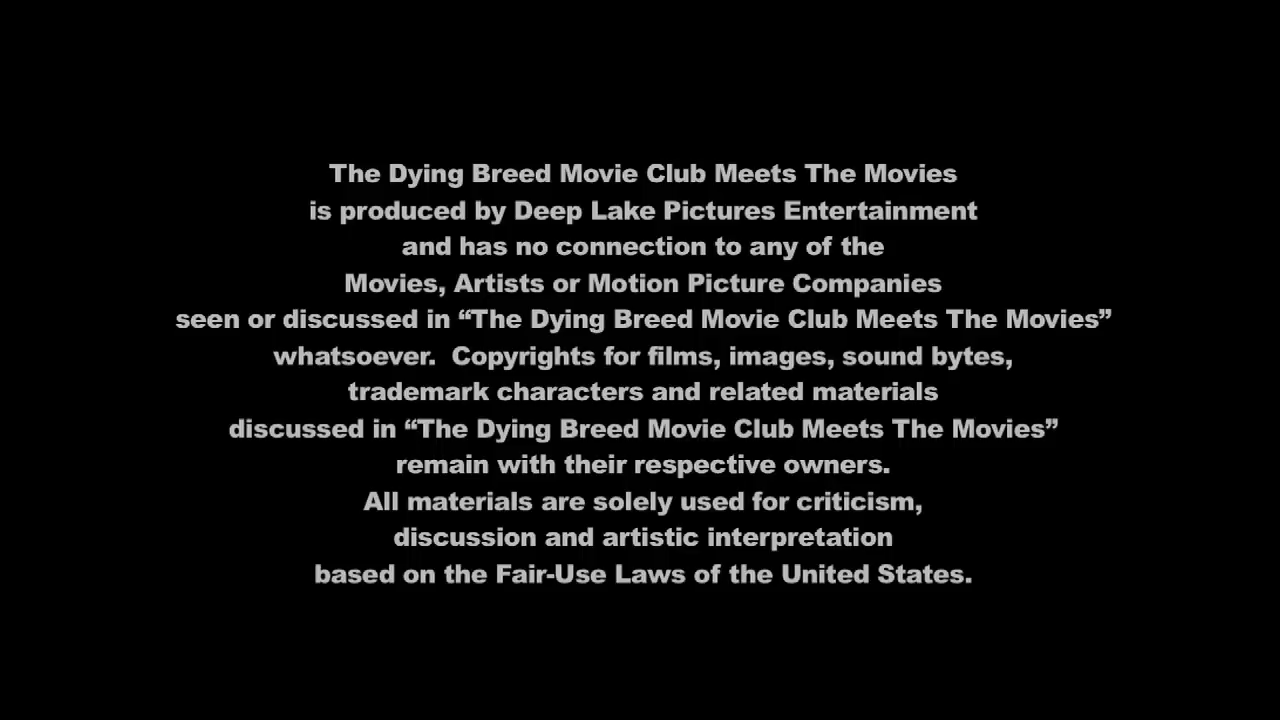 The Dying Breed Movie Club Meets The Movies
is produced by Deep Lake Pictures Entertainment
and has no connection to any of the
Movies, Artists or Motion Picture Companies
seen or discussed in “The Dying Breed Movie Club Meets The Movies”
whatsoever.  Copyrights for films, images, sound bytes,
trademark characters and related materials
discussed in “The Dying Breed Movie Club Meets The Movies”
remain with their respective owners.
All materials are solely used for criticism,
discussion and artistic interpretation
based on the Fair-Use Laws of the United States.